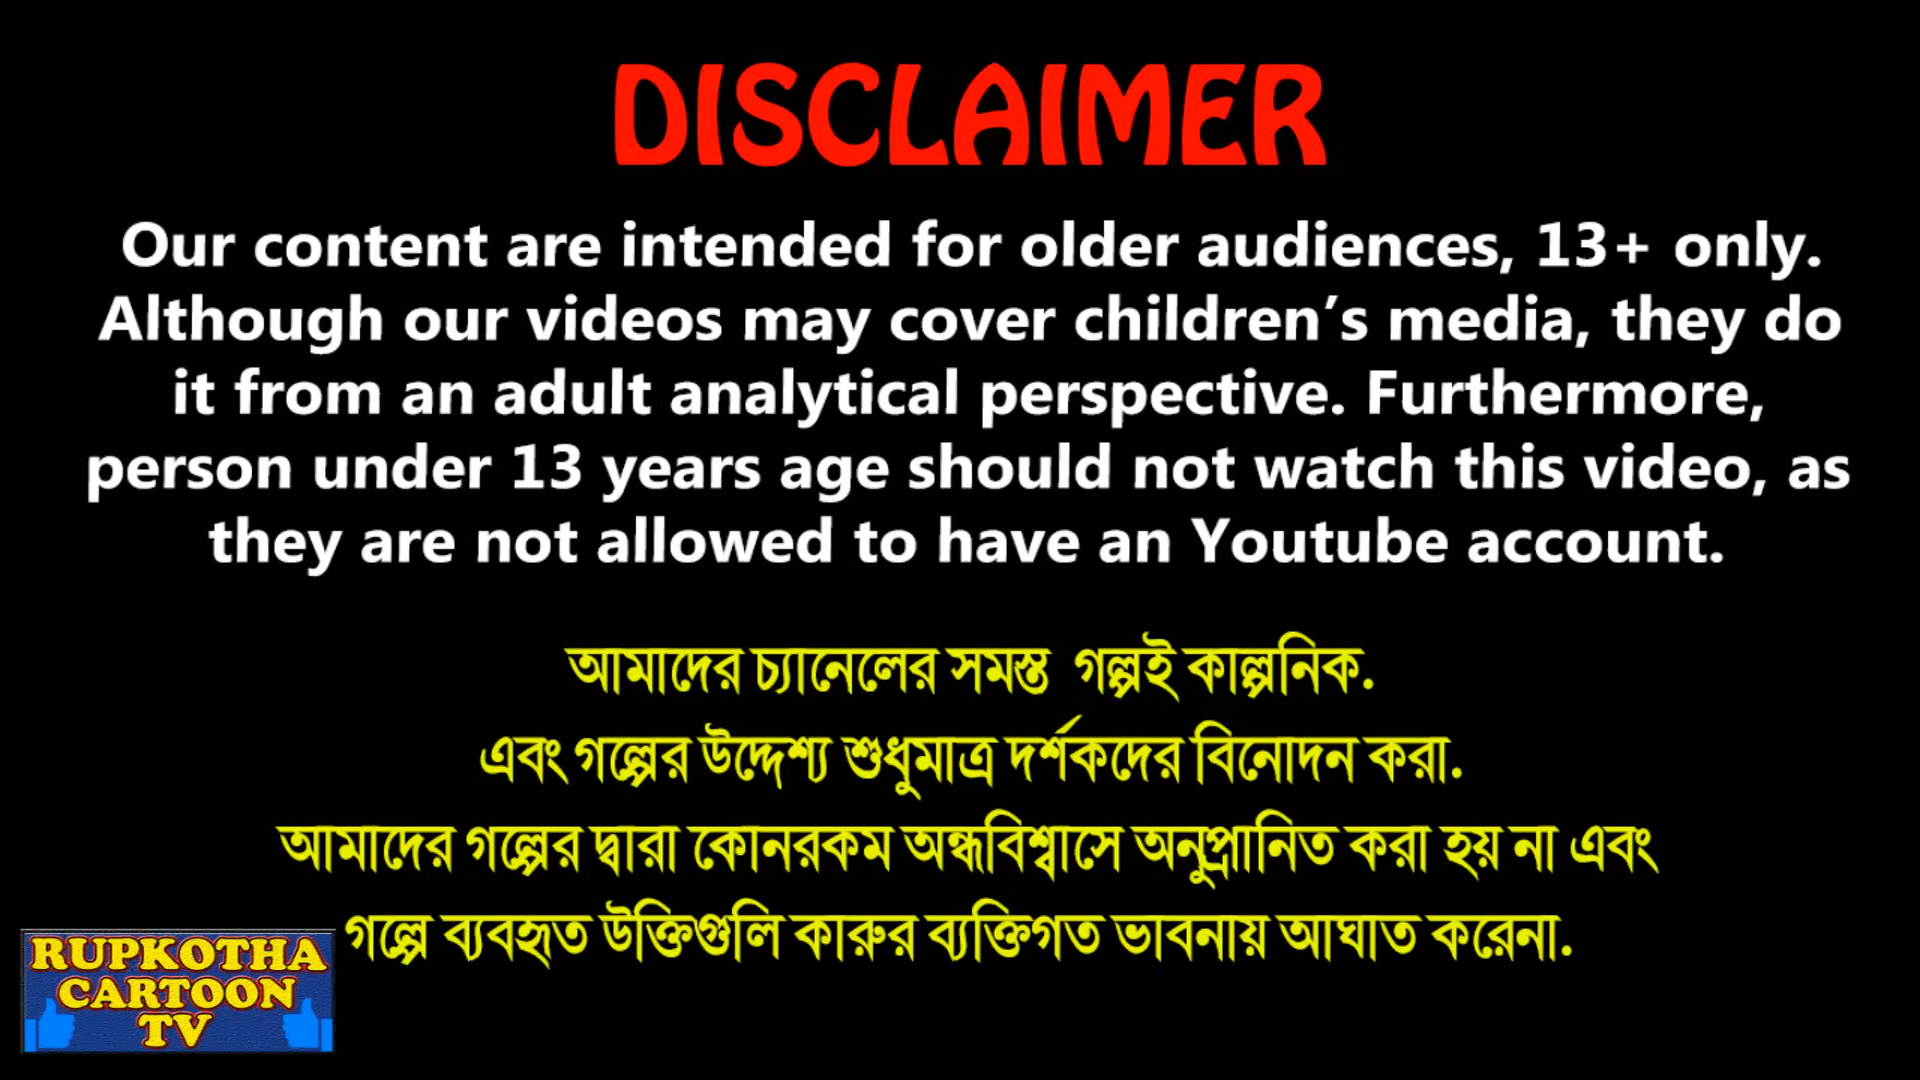 DISCLAIMER
Our content are intended for older audiences, 13+ only.
Although our videos may cover children’s media, they do
it from an adult analytical perspective. Furthermore,
person under 13 years age should not watch this video, as
they are not allowed to have an Youtube account.
আমাদের চ্যানেলের সমস্ত গল্পই কাল্পনিক.
এবং গল্পের উদ্দেশ্য শুধুমাত্র দর্শকদের বিনোদন করা.
আমাদের গল্পের দ্বারা কোনরকম অন্ধবিশ্বাসে অনুপ্রানিত করা হয় না এবং
গল্পে ব্যবহৃত উক্তিগুলি কারুর ব্যক্তিগত ভাবনায় আঘাত করেনা.
RUPKOTHA
CARTOON
TV